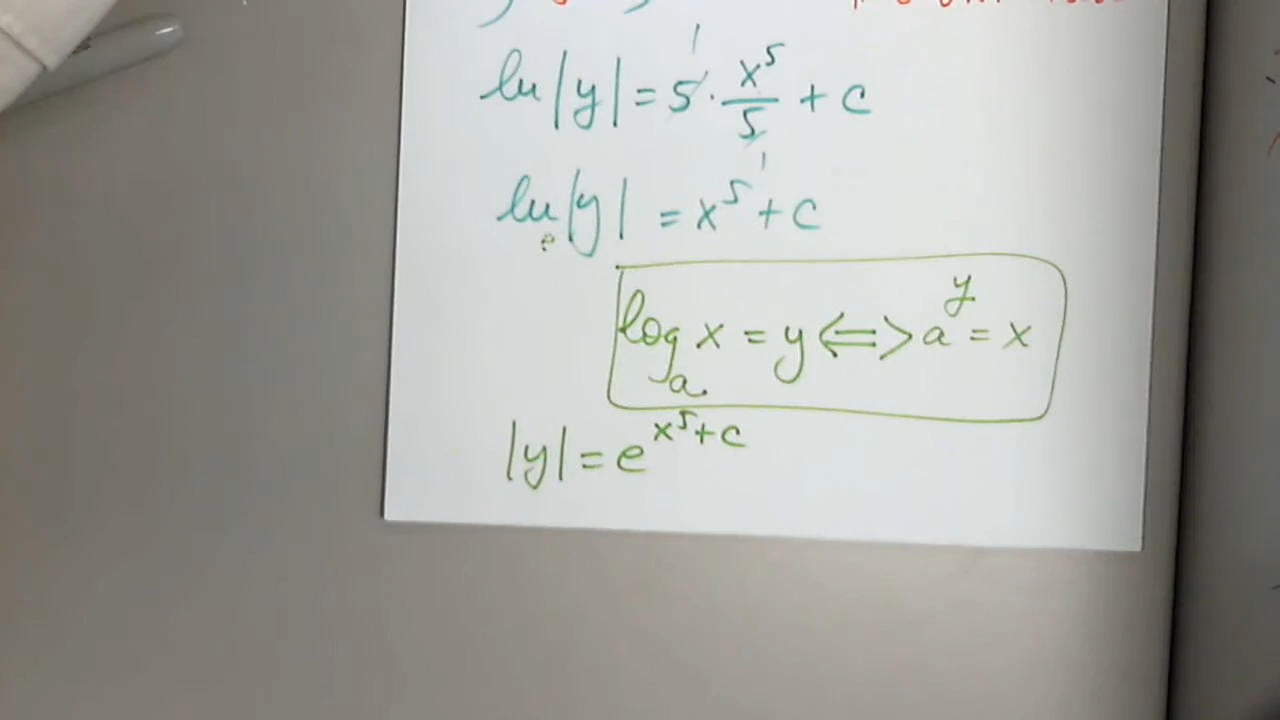 ln|y| = 5 · x^5/5 + c
ln|y| = x^5 + c
log_a x = y <=> a^y = x
|y| = e^(x^5+c)